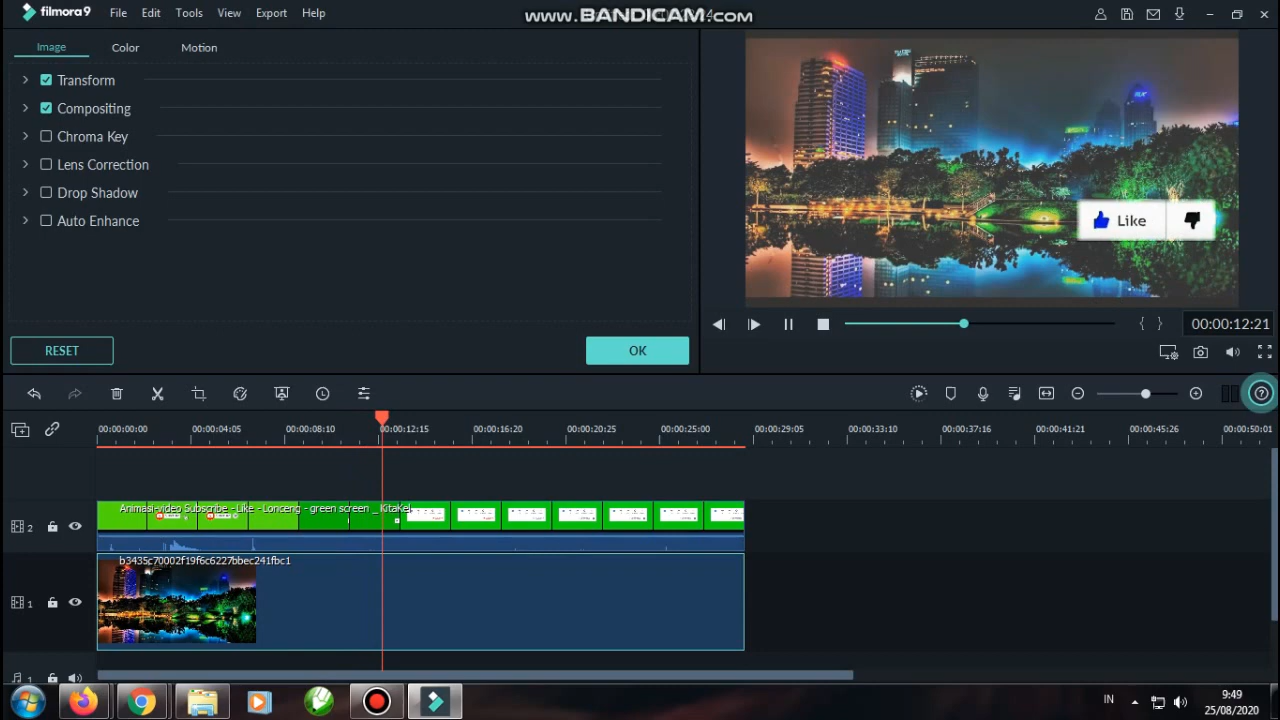 filmora9 File Edit Tools View Export Help
www.BANDICAM.com
Image Color Motion
Transform
Compositing
Chroma Key
Lens Correction
Drop Shadow
Auto Enhance
Like
RESET OK
00:00:12:21
00:00:00:00 00:00:04:05 00:00:08:10 00:00:12:15 00:00:16:20 00:00:20:25 00:00:25:00 00:00:29:05 00:00:33:10 00:00:37:16 00:00:41:21 00:00:45:26 00:00:50:01
Animasi-video Subscribe -Like -Lonceng - green screen _ KitaKeL
2
b3435c70002f19f6c6227bbec241fbc1
1
1
IN
9:49
25/08/2020